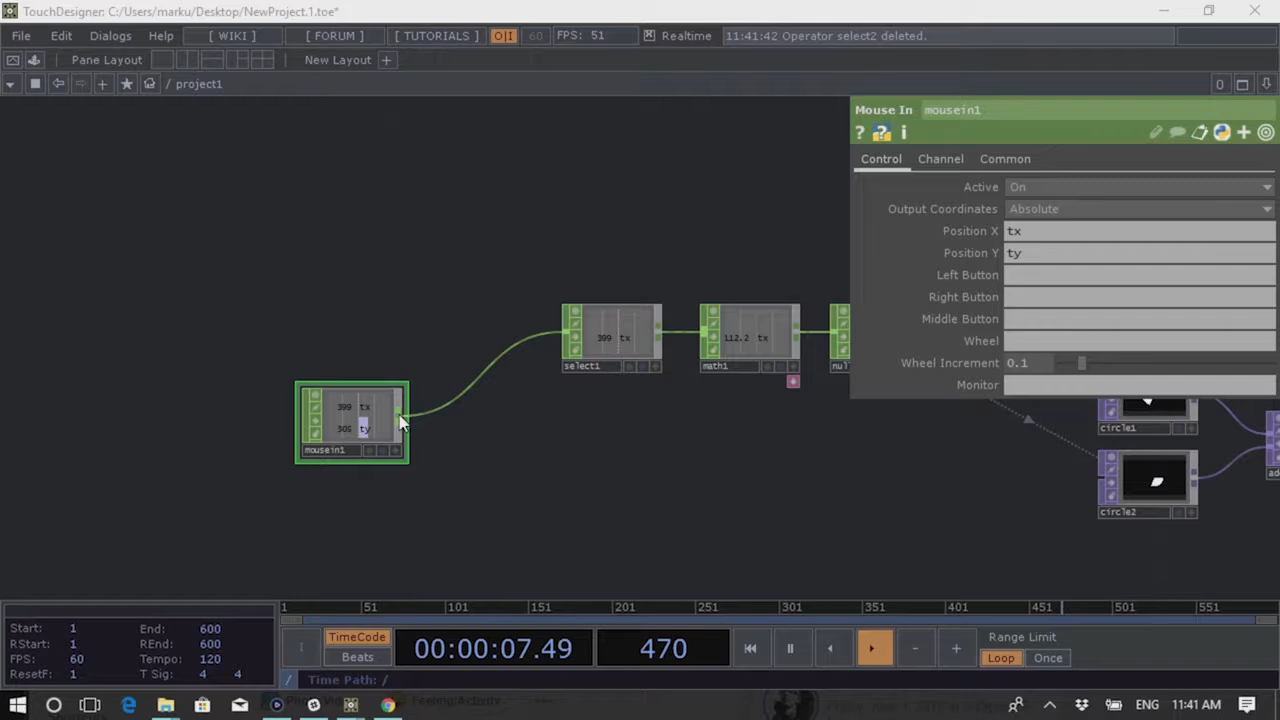 TouchDesigner: C:/Users/marku/Desktop/NewProject.1.toe*
File Edit Dialogs Help [ WIKI ] [ FORUM ] [ TUTORIALS ] O|I 60 FPS: 51 Realtime 11:41:42 Operator select2 deleted.
Pane Layout New Layout +
/ project1 0
Mouse In mousein1
? ? i
Control Channel Common
Active On
Output Coordinates Absolute
Position X tx
Position Y ty
Left Button
Right Button
Middle Button
Wheel
Wheel Increment 0.1
Monitor
399 tx
select1
112.2 tx
math1
399 tx
305 ty
mousein1
circle1
circle2
1 51 101 151 201 251 301 351 401 451 501 551
Start: 1 End: 600
RStart: 1 REnd: 600
FPS: 60 Tempo: 120
ResetF: 1 T Sig: 4 4
TimeCode
Beats
00:00:07.49
470
Range Limit
Loop Once
/ Time Path: /
ENG 11:41 AM